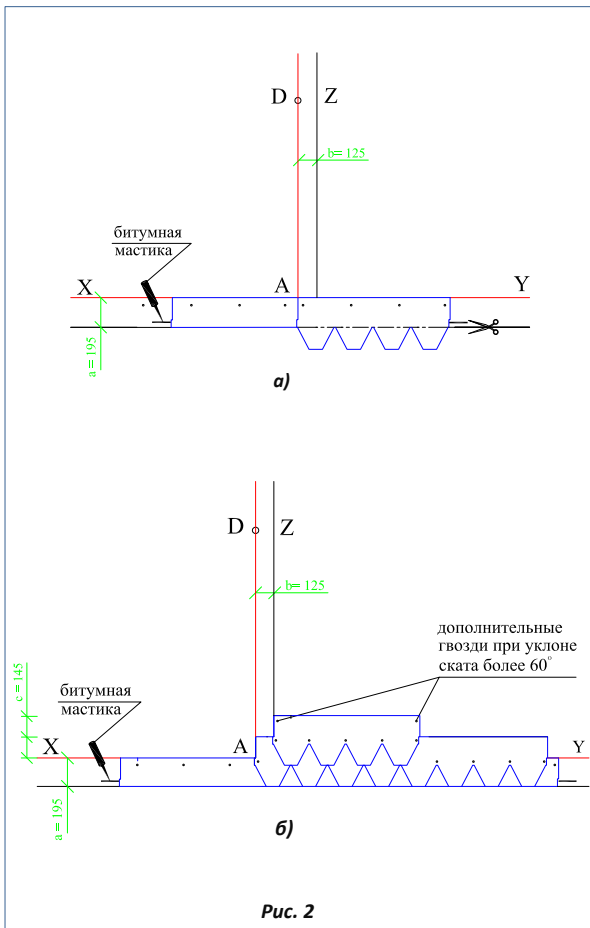 D Z
b= 125
битумная
мастика
X A Y
a = 195
а)
D Z
b= 125
дополнительные
гвозди при уклоне
ската более 60°
c = 145
битумная
мастика
X A Y
a = 195
б)
Рис. 2